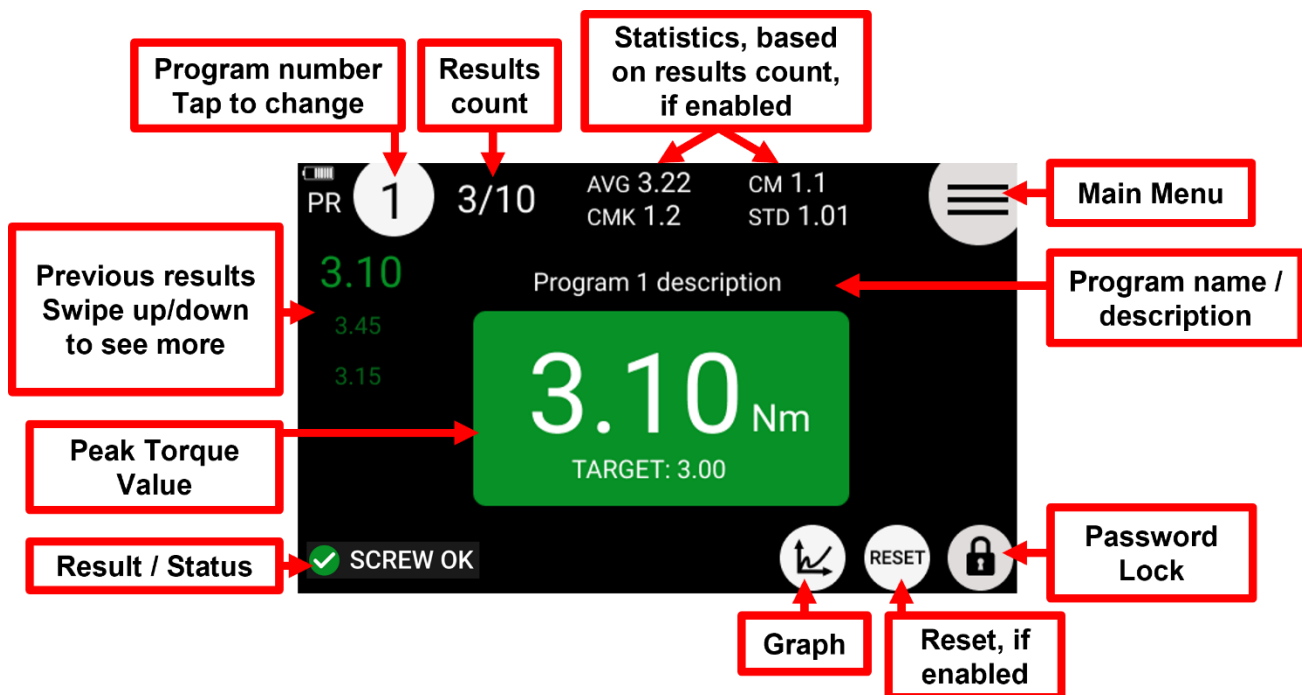 Statistics, based
on results count,
if enabled
Program number
Tap to change
Results
count
PR 1 3/10
AVG 3.22 CM 1.1
CMK 1.2 STD 1.01
Main Menu
Previous results
Swipe up/down
to see more
3.10
3.45
3.15
Program 1 description
Program name /
description
3.10 Nm
TARGET: 3.00
Peak Torque
Value
Result / Status
SCREW OK
RESET
Password
Lock
Graph
Reset, if
enabled